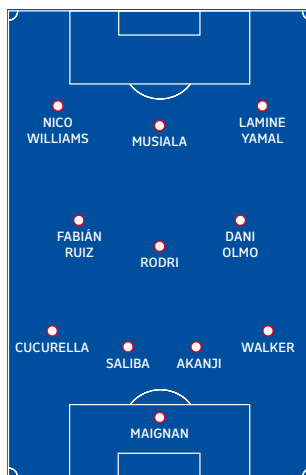 NICO
WILLIAMS
MUSIALA
LAMINE
YAMAL
FABIÁN
RUIZ
RODRI
DANI
OLMO
CUCURELLA
SALIBA
AKANJI
WALKER
MAIGNAN